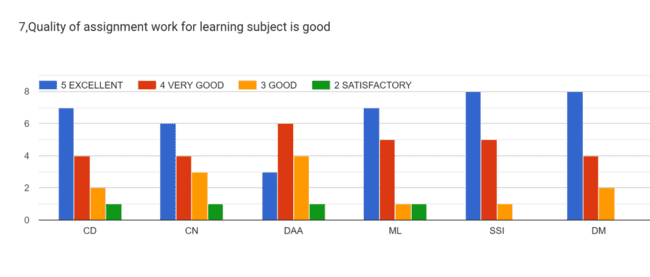 7,Quality of assignment work for learning subject is good
5 EXCELLENT 4 VERY GOOD 3 GOOD 2 SATISFACTORY
8
6
4
2
0
CD CN DAA ML SSI DM